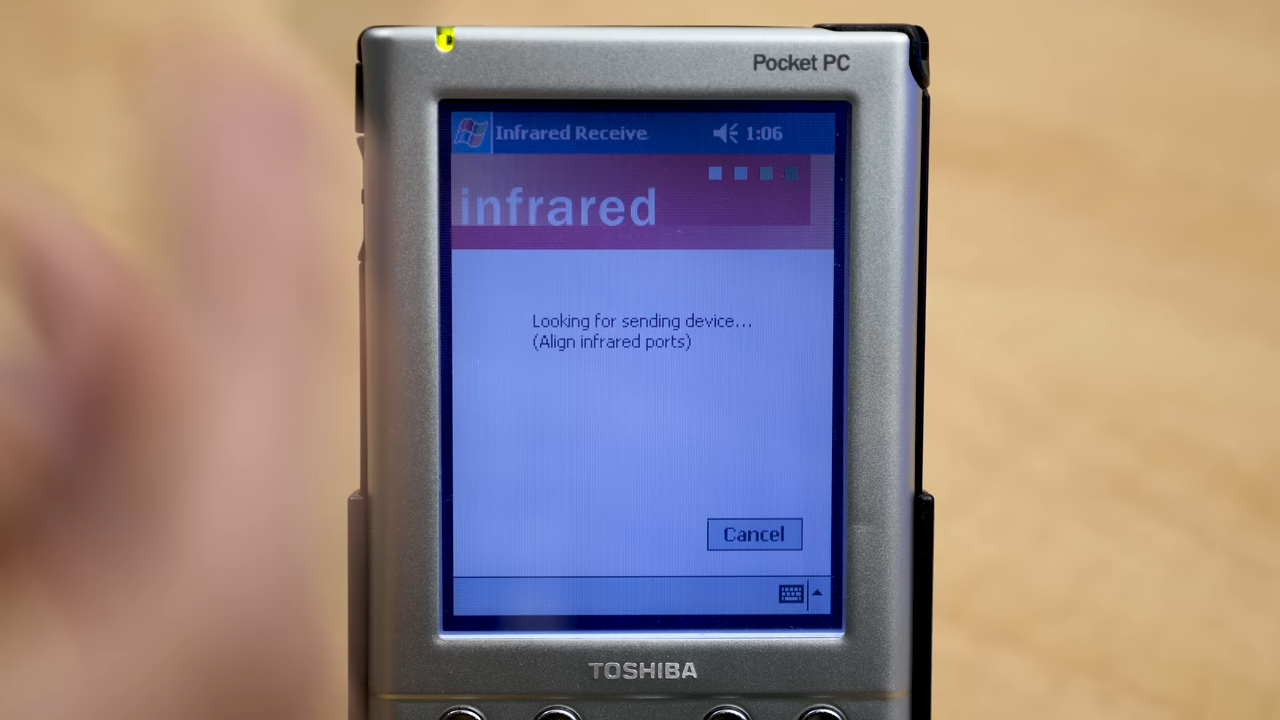 Pocket PC
Infrared Receive 1:06
infrared
Looking for sending device...
(Align infrared ports)
Cancel
TOSHIBA